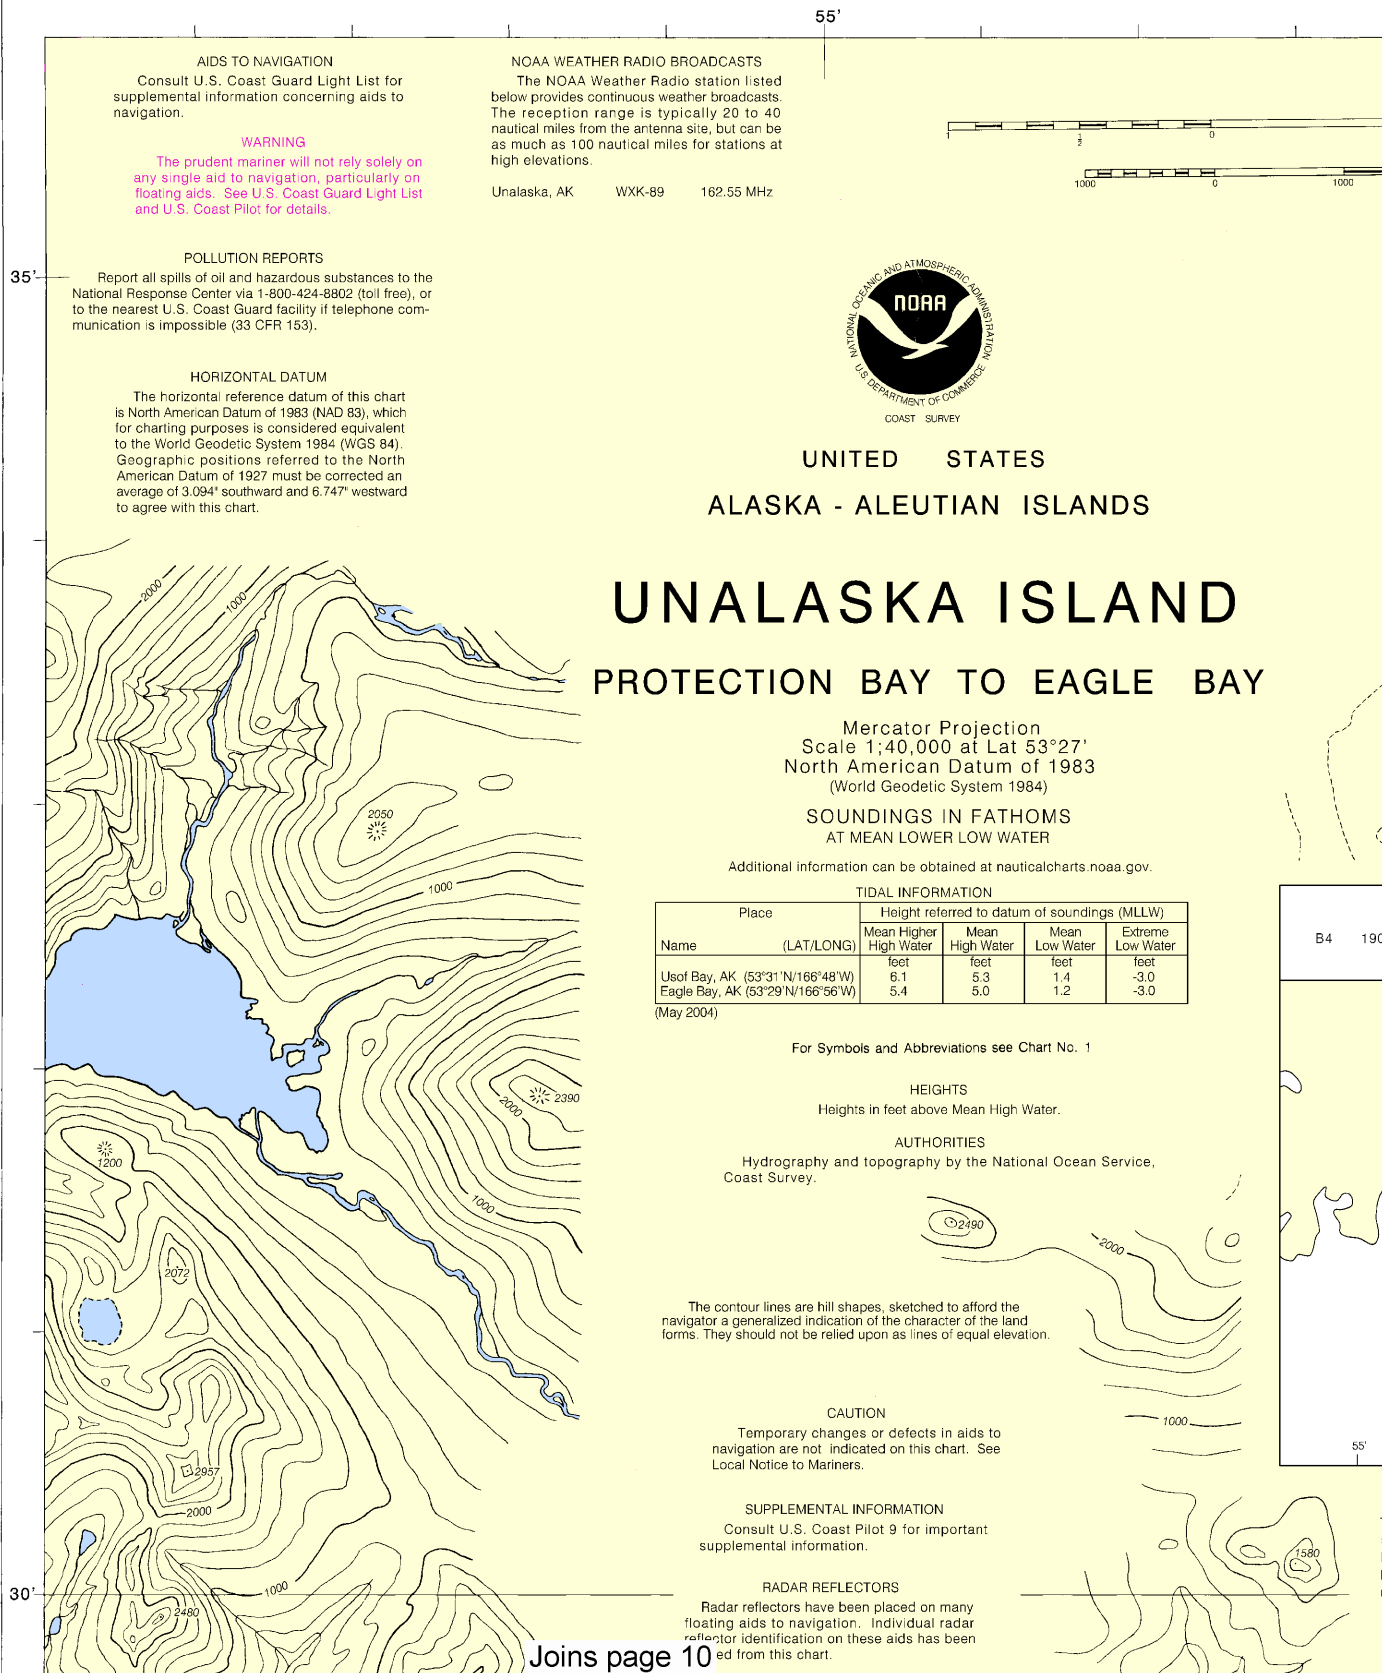 55'
AIDS TO NAVIGATION
Consult U.S. Coast Guard Light List for
supplemental information concerning aids to
navigation.
WARNING
The prudent mariner will not rely solely on
any single aid to navigation, particularly on
floating aids. See U.S. Coast Guard Light List
and U.S. Coast Pilot for details.
POLLUTION REPORTS
Report all spills of oil and hazardous substances to the
National Response Center via 1-800-424-8802 (toll free), or
to the nearest U.S. Coast Guard facility if telephone com-
munication is impossible (33 CFR 153).
HORIZONTAL DATUM
The horizontal reference datum of this chart
is North American Datum of 1983 (NAD 83), which
for charting purposes is considered equivalent
to the World Geodetic System 1984 (WGS 84).
Geographic positions referred to the North
American Datum of 1927 must be corrected an
average of 3.094" southward and 6.747" westward
to agree with this chart.
NOAA WEATHER RADIO BROADCASTS
The NOAA Weather Radio station listed
below provides continuous weather broadcasts.
The reception range is typically 20 to 40
nautical miles from the antenna site, but can be
as much as 100 nautical miles for stations at
high elevations.
Unalaska, AK WXK-89 162.55 MHz
1 1/2 0
1000 0 1000
35'
NATIONAL OCEANIC AND ATMOSPHERIC ADMINISTRATION
NOAA
U.S. DEPARTMENT OF COMMERCE
COAST SURVEY
UNITED STATES
ALASKA - ALEUTIAN ISLANDS
UNALASKA ISLAND
PROTECTION BAY TO EAGLE BAY
Mercator Projection
Scale 1;40,000 at Lat 53°27'
North American Datum of 1983
(World Geodetic System 1984)
SOUNDINGS IN FATHOMS
AT MEAN LOWER LOW WATER
Additional information can be obtained at nauticalcharts.noaa.gov.
TIDAL INFORMATION
Place Height referred to datum of soundings (MLLW)
Name (LAT/LONG) Mean Higher High Water Mean High Water Mean Low Water Extreme Low Water
feet feet feet feet
Usof Bay, AK (53°31'N/166°48'W) 6.1 5.3 1.4 -3.0
Eagle Bay, AK (53°29'N/166°56'W) 5.4 5.0 1.2 -3.0
(May 2004)
For Symbols and Abbreviations see Chart No. 1
HEIGHTS
Heights in feet above Mean High Water.
AUTHORITIES
Hydrography and topography by the National Ocean Service,
Coast Survey.
The contour lines are hill shapes, sketched to afford the
navigator a generalized indication of the character of the land
forms. They should not be relied upon as lines of equal elevation.
CAUTION
Temporary changes or defects in aids to
navigation are not indicated on this chart. See
Local Notice to Mariners.
SUPPLEMENTAL INFORMATION
Consult U.S. Coast Pilot 9 for important
supplemental information.
RADAR REFLECTORS
Radar reflectors have been placed on many
floating aids to navigation. Individual radar
reflector identification on these aids has been
ed from this chart.
Joins page 10
2000
1000
2050
1000
2390
2000
1200
1000
2072
2957
2000
1000
2480
30'
2490
2000
1000
1580
B4 190
55'